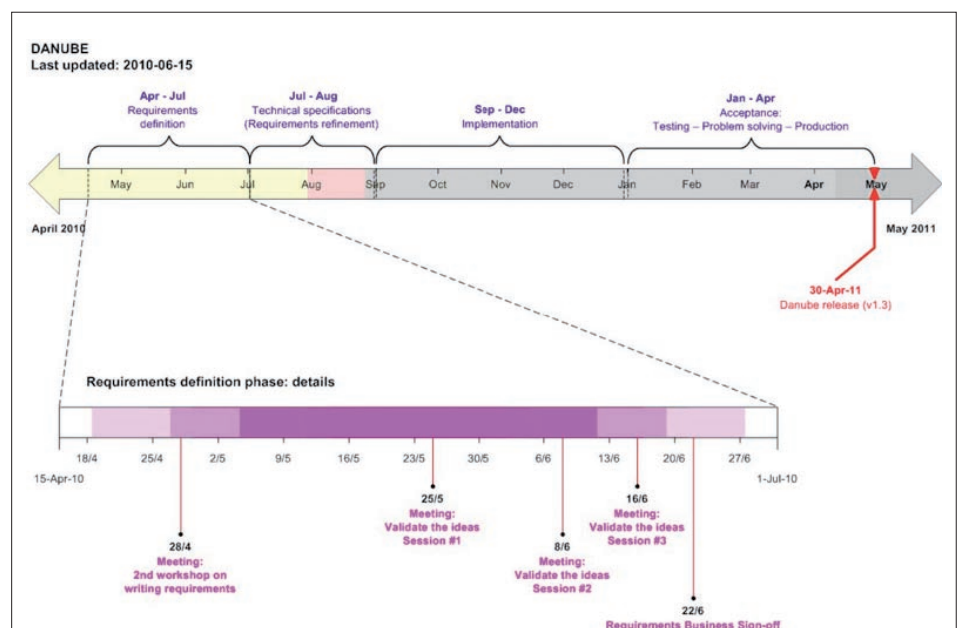 DANUBE
Last updated: 2010-06-15
Apr - Jul
Requirements
definition
Jul - Aug
Technical specifications
(Requirements refinement)
Sep - Dec
Implementation
Jan - Apr
Acceptance:
Testing – Problem solving – Production
May Jun Jul Aug Sep Oct Nov Dec Jan Feb Mar Apr May
April 2010
May 2011
30-Apr-11
Danube release (v1.3)
Requirements definition phase: details
18/4 25/4 2/5 9/5 16/5 23/5 30/5 6/6 13/6 20/6 27/6
15-Apr-10
1-Jul-10
25/5
Meeting:
Validate the ideas
Session #1
16/6
Meeting:
Validate the ideas
Session #3
28/4
Meeting:
2nd workshop on
writing requirements
8/6
Meeting:
Validate the ideas
Session #2
22/6
Requirements Business Sign-off